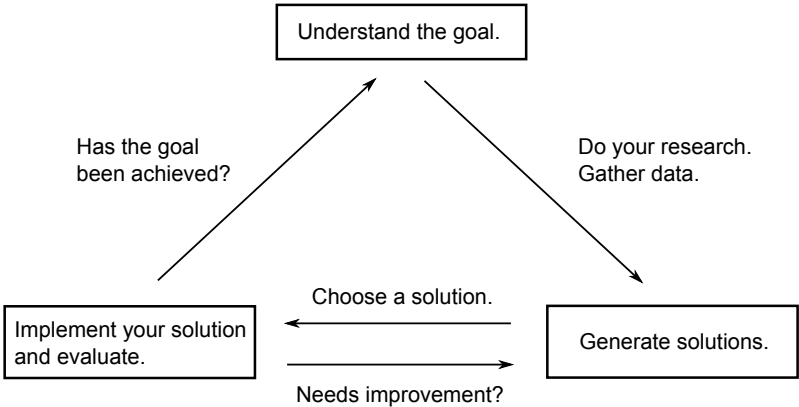 Understand the goal.
Has the goal
been achieved?
Do your research.
Gather data.
Choose a solution.
Implement your solution
and evaluate.
Generate solutions.
Needs improvement?